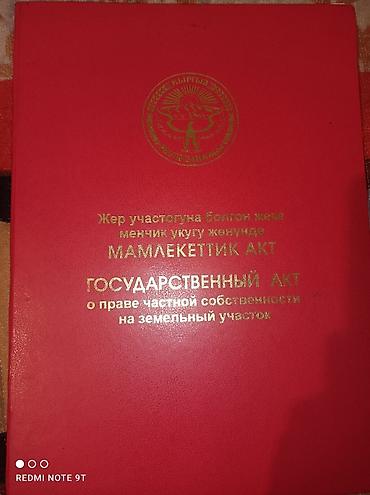 КЫРГЫЗ
Жер участогуна болгон жеке
менчик укугу жөнүндө
МАМЛЕКЕТТИК АКТ
ГОСУДАРСТВЕННЫЙ АКТ
о праве частной собственности
на земельный участок
REDMI NOTE 9T